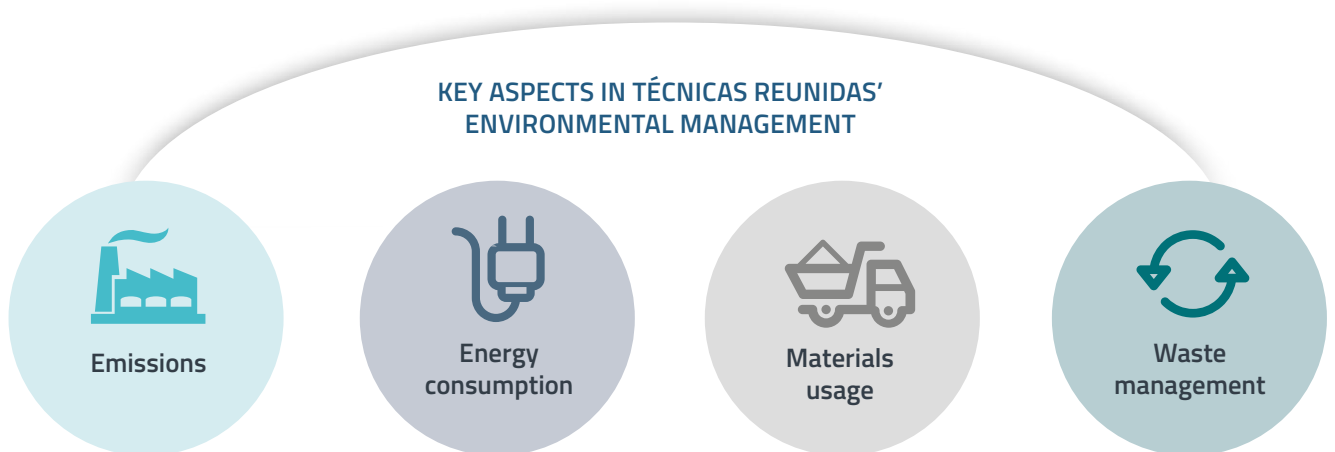 KEY ASPECTS IN TÉCNICAS REUNIDAS’
ENVIRONMENTAL MANAGEMENT
Emissions
Energy
consumption
Materials
usage
Waste
management